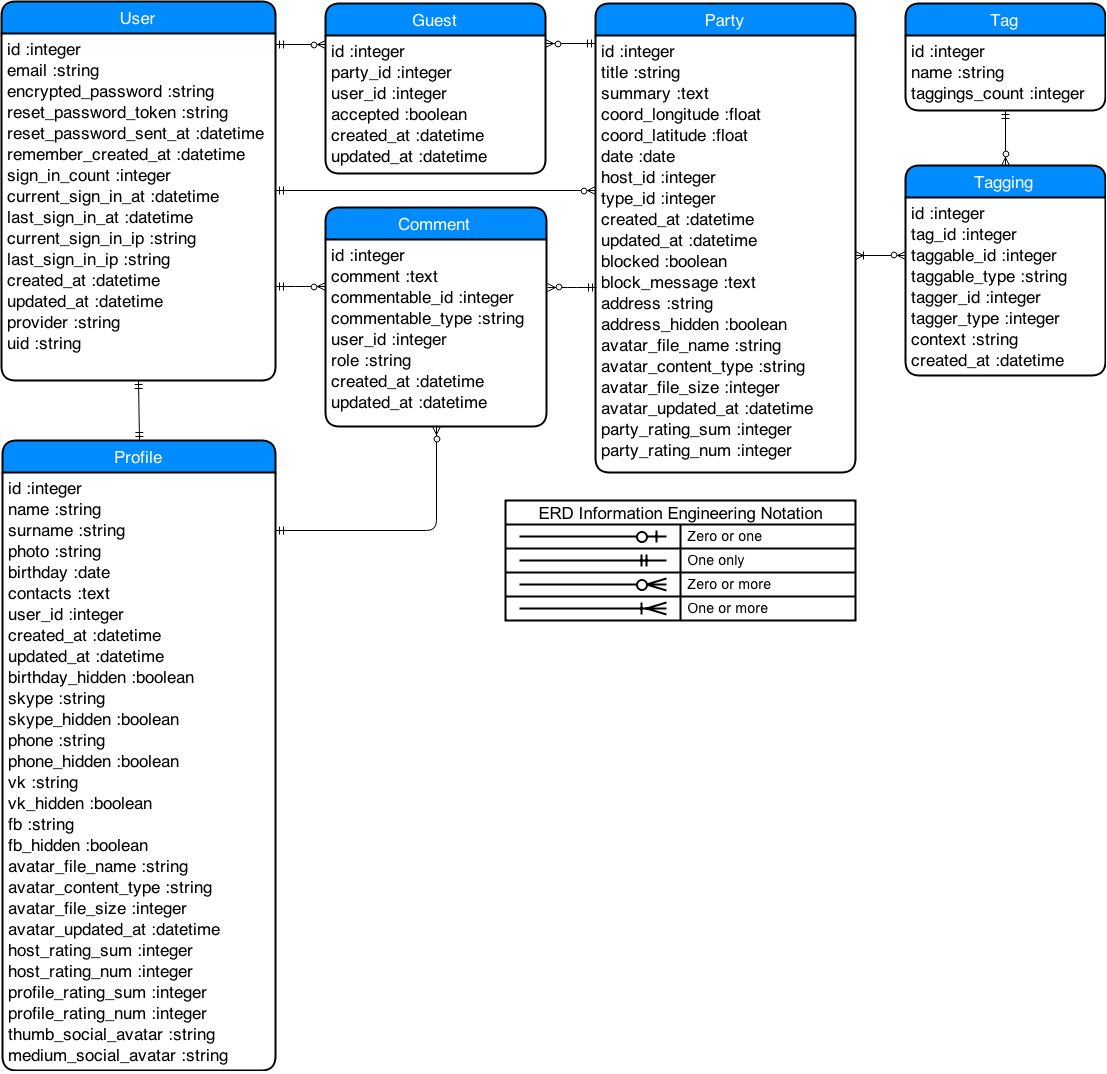 User
id :integer
email :string
encrypted_password :string
reset_password_token :string
reset_password_sent_at :datetime
remember_created_at :datetime
sign_in_count :integer
current_sign_in_at :datetime
last_sign_in_at :datetime
current_sign_in_ip :string
last_sign_in_ip :string
created_at :datetime
updated_at :datetime
provider :string
uid :string
Guest
id :integer
party_id :integer
user_id :integer
accepted :boolean
created_at :datetime
updated_at :datetime
Party
id :integer
title :string
summary :text
coord_longitude :float
coord_latitude :float
date :date
host_id :integer
type_id :integer
created_at :datetime
updated_at :datetime
blocked :boolean
block_message :text
address :string
address_hidden :boolean
avatar_file_name :string
avatar_content_type :string
avatar_file_size :integer
avatar_updated_at :datetime
party_rating_sum :integer
party_rating_num :integer
Tag
id :integer
name :string
taggings_count :integer
Tagging
id :integer
tag_id :integer
taggable_id :integer
taggable_type :string
tagger_id :integer
tagger_type :integer
context :string
created_at :datetime
Comment
id :integer
comment :text
commentable_id :integer
commentable_type :string
user_id :integer
role :string
created_at :datetime
updated_at :datetime
Profile
id :integer
name :string
surname :string
photo :string
birthday :date
contacts :text
user_id :integer
created_at :datetime
updated_at :datetime
birthday_hidden :boolean
skype :string
skype_hidden :boolean
phone :string
phone_hidden :boolean
vk :string
vk_hidden :boolean
fb :string
fb_hidden :boolean
avatar_file_name :string
avatar_content_type :string
avatar_file_size :integer
avatar_updated_at :datetime
host_rating_sum :integer
host_rating_num :integer
profile_rating_sum :integer
profile_rating_num :integer
thumb_social_avatar :string
medium_social_avatar :string
ERD Information Engineering Notation
Zero or one
One only
Zero or more
One or more